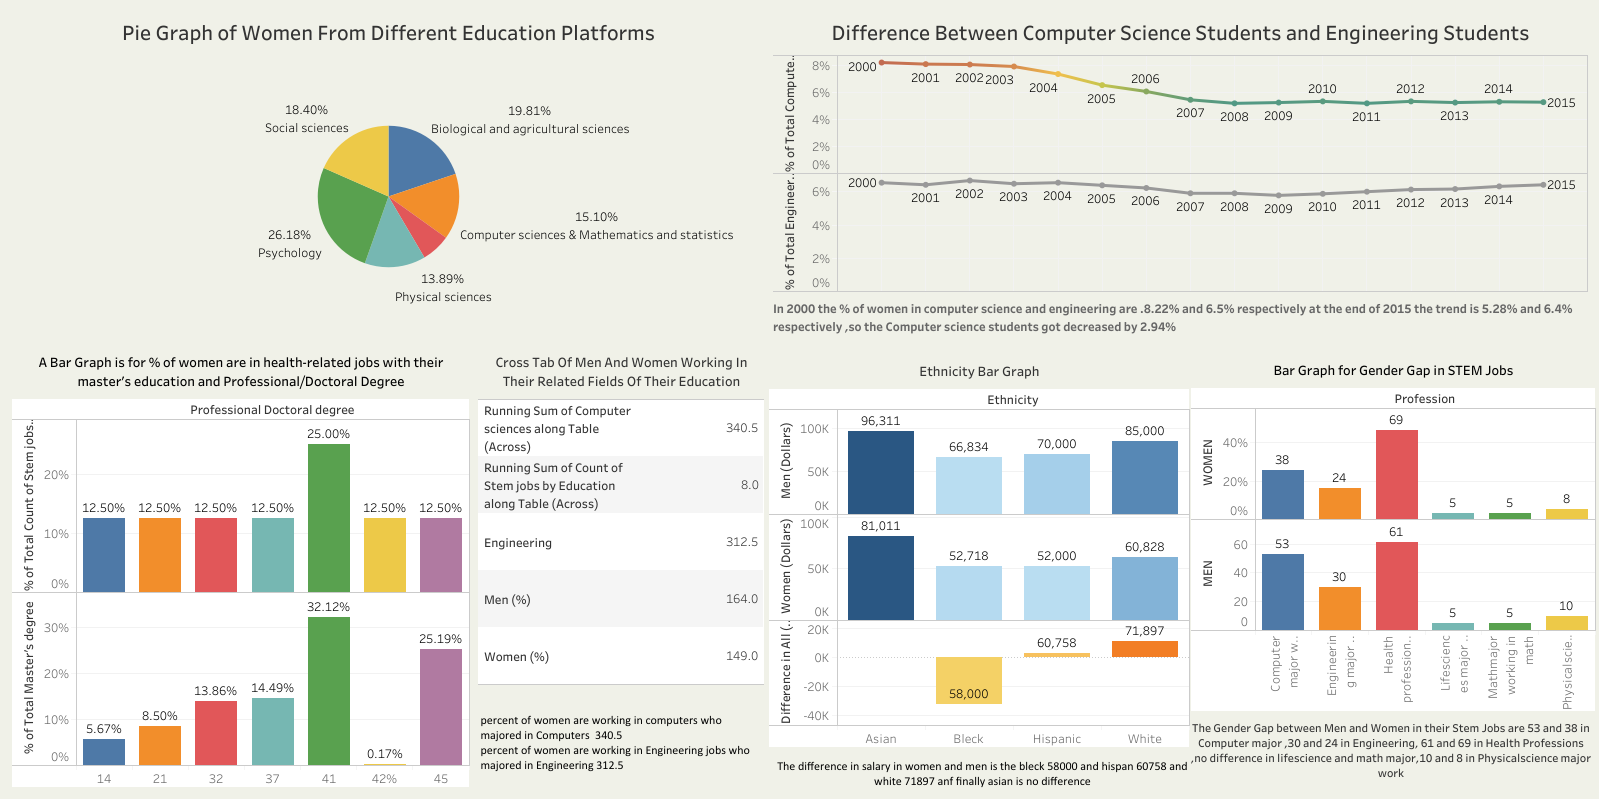 Pie Graph of Women From Different Education Platforms
18.40%
Social sciences
19.81%
Biological and agricultural sciences
15.10%
Computer sciences & Mathematics and statistics
26.18%
Psychology
13.89%
Physical sciences
Difference Between Computer Science Students and Engineering Students
% of Total Compute..
8%
6%
4%
2%
0%
2000
2001
2002
2003
2004
2005
2006
2007
2008
2009
2010
2011
2012
2013
2014
2015
% of Total Engineer..
6%
4%
2%
0%
2000
2001
2002
2003
2004
2005
2006
2007
2008
2009
2010
2011
2012
2013
2014
2015
In 2000 the % of women in computer science and engineering are .8.22% and 6.5% respectively at the end of 2015 the trend is 5.28% and 6.4%
respectively ,so the Computer science students got decreased by 2.94%
A Bar Graph is for % of women are in health-related jobs with their
master's education and Professional/Doctoral Degree
Professional Doctoral degree
% of Total Count of Stem jobs..
20%
10%
0%
12.50%
12.50%
12.50%
12.50%
25.00%
12.50%
12.50%
% of Total Master's degree
30%
20%
10%
0%
5.67%
8.50%
13.86%
14.49%
32.12%
0.17%
25.19%
14
21
32
37
41
42%
45
Cross Tab Of Men And Women Working In
Their Related Fields Of Their Education
Running Sum of Computer
sciences along Table
(Across)
340.5
Running Sum of Count of
Stem jobs by Education
along Table (Across)
8.0
Engineering
312.5
Men (%)
164.0
Women (%)
149.0
percent of women are working in computers who
majored in Computers  340.5
percent of women are working in Engineering jobs who
majored in Engineering 312.5
Ethnicity Bar Graph
Ethnicity
Men (Dollars)
100K
50K
0K
96,311
66,834
70,000
85,000
Women (Dollars)
100K
50K
0K
81,011
52,718
52,000
60,828
Difference in All (..
20K
0K
-20K
-40K
58,000
60,758
71,897
Asian
Bleck
Hispanic
White
The difference in salary in women and men is the bleck 58000 and hispan 60758 and
white 71897 anf finally asian is no difference
Bar Graph for Gender Gap in STEM Jobs
Profession
WOMEN
40%
20%
0%
38
24
69
5
5
8
MEN
60
40
20
0
53
30
61
5
5
10
Computer
major w..
Engineerin
g major ..
Health
profession..
Lifescienc
es major ..
Mathmajor
working in
math
Physicalscie..
The Gender Gap between Men and Women in their Stem Jobs are 53 and 38 in
Computer major ,30 and 24 in Engineering, 61 and 69 in Health Professions
,no difference in lifescience and math major,10 and 8 in Physicalscience major
work